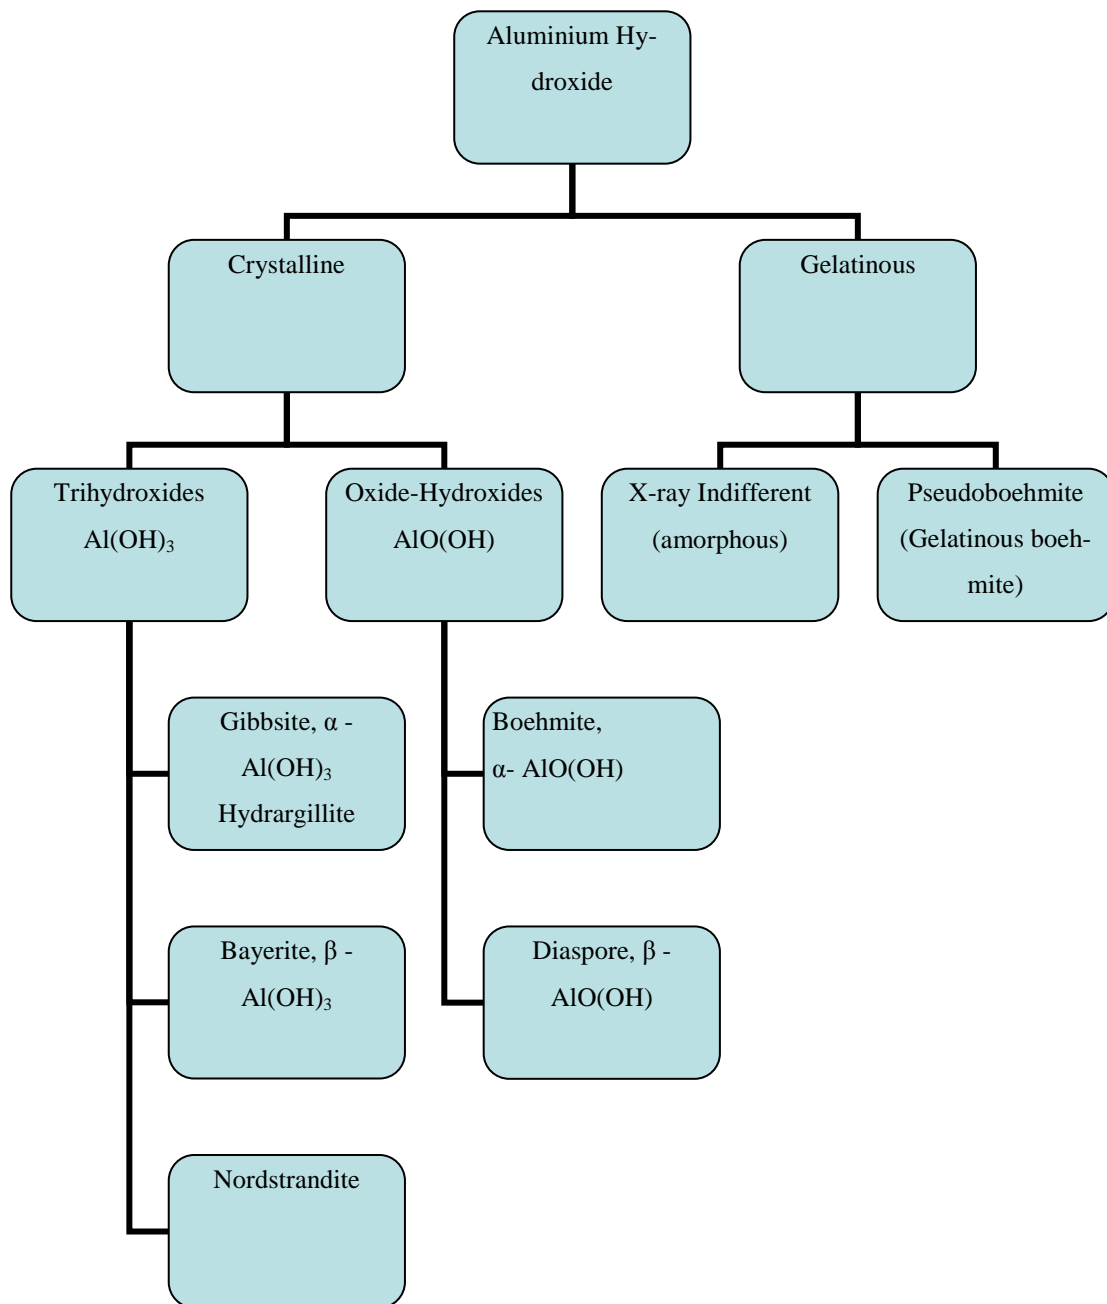 Aluminium Hy-
droxide
Crystalline
Gelatinous
Trihydroxides
Al(OH)₃
Oxide-Hydroxides
AlO(OH)
X-ray Indifferent
(amorphous)
Pseudoboehmite
(Gelatinous boeh-
mite)
Gibbsite, α -
Al(OH)₃
Hydrargillite
Boehmite,
α- AlO(OH)
Bayerite, β -
Al(OH)₃
Diaspore, β -
AlO(OH)
Nordstrandite